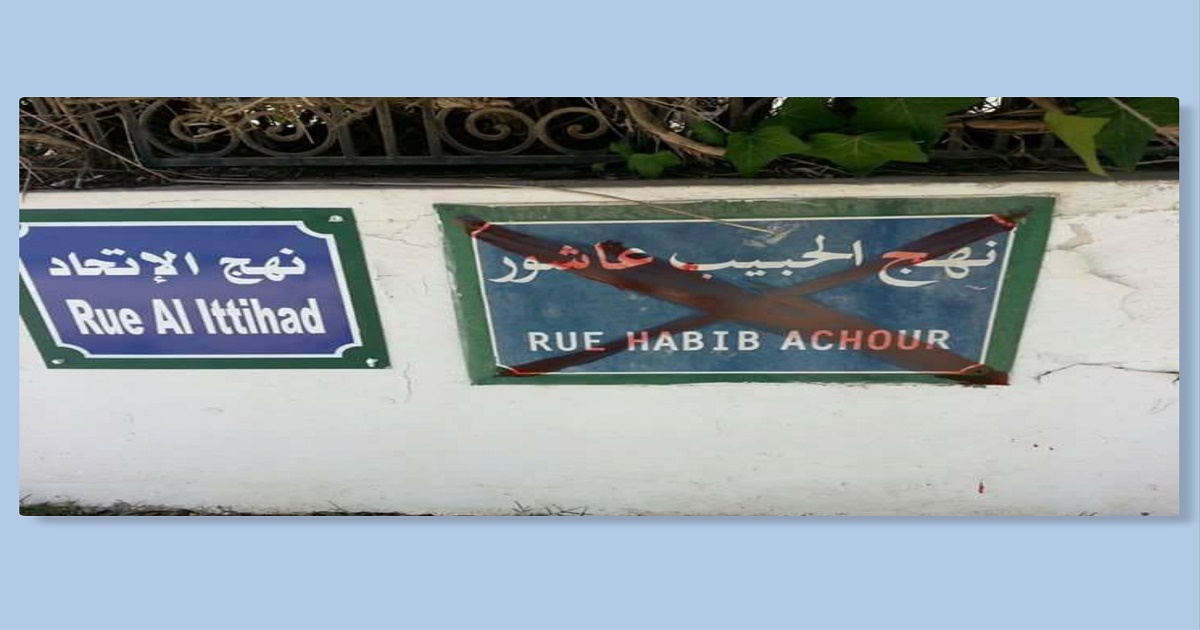 نهج الإتحاد
Rue Al Ittihad
نهج الحبيب عاشور
RUE HABIB ACHOUR